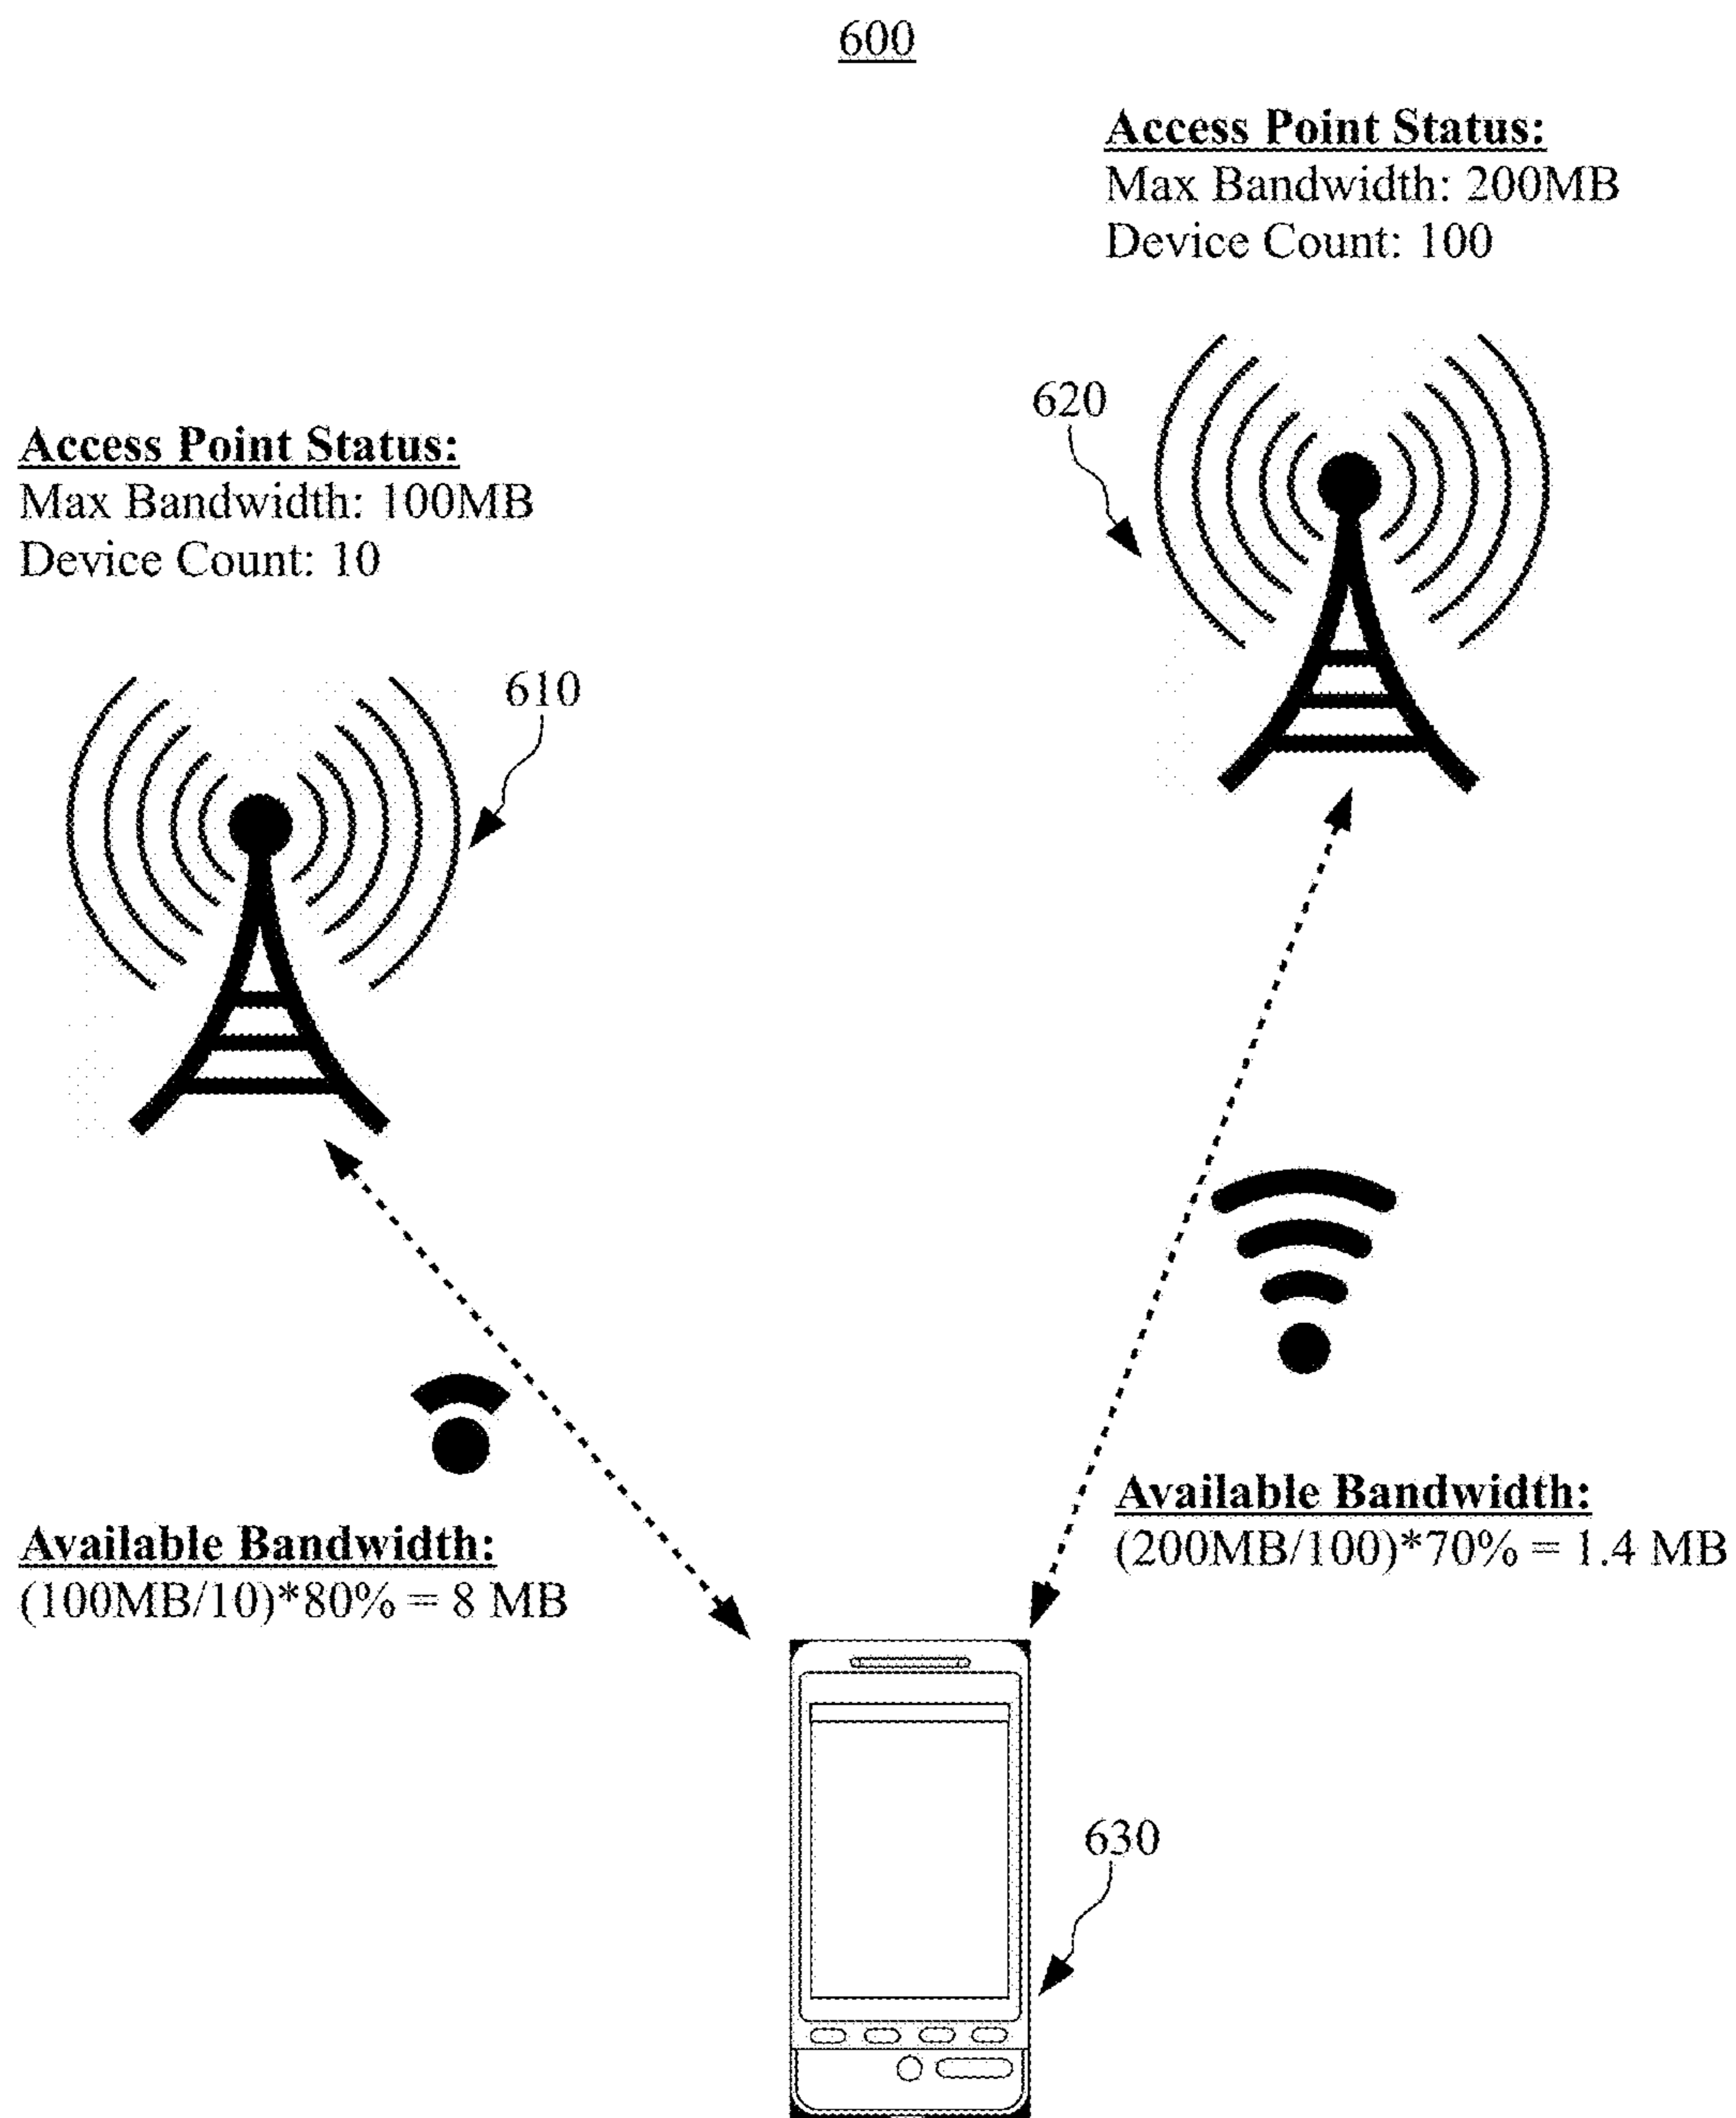 600
Access Point Status:
Max Bandwidth: 200MB
Device Count: 100
620
Access Point Status:
Max Bandwidth: 100MB
Device Count: 10
610
Available Bandwidth:
(200MB/100)*70% = 1.4 MB
Available Bandwidth:
(100MB/10)*80% = 8 MB
630